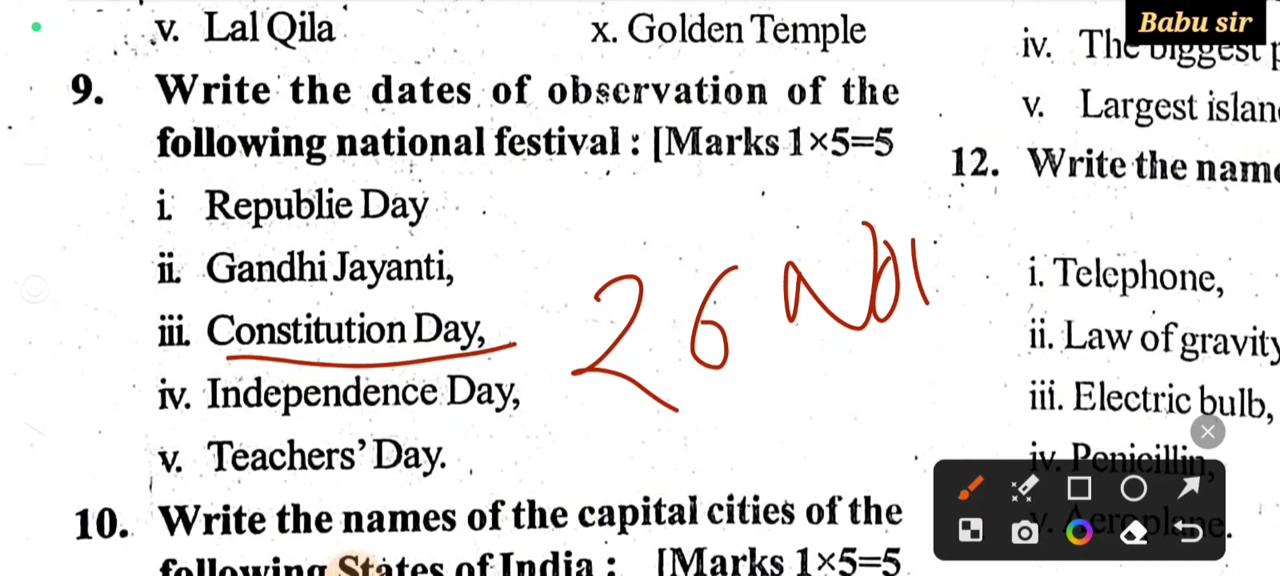 v. Lal Qila
x. Golden Temple
9. Write the dates of observation of the
following national festival : [Marks 1×5=5
i. Republie Day
ii. Gandhi Jayanti,
iii. Constitution Day,
iv. Independence Day,
v. Teachers' Day.
26 Nov
10. Write the names of the capital cities of the
following States of India : [Marks 1×5=5
Babu sir
iv. The biggest
v. Largest islan
12. Write the name
i. Telephone,
ii. Law of gravity
iii. Electric bulb,
iv. Penicillin,
v. Aeroplane.